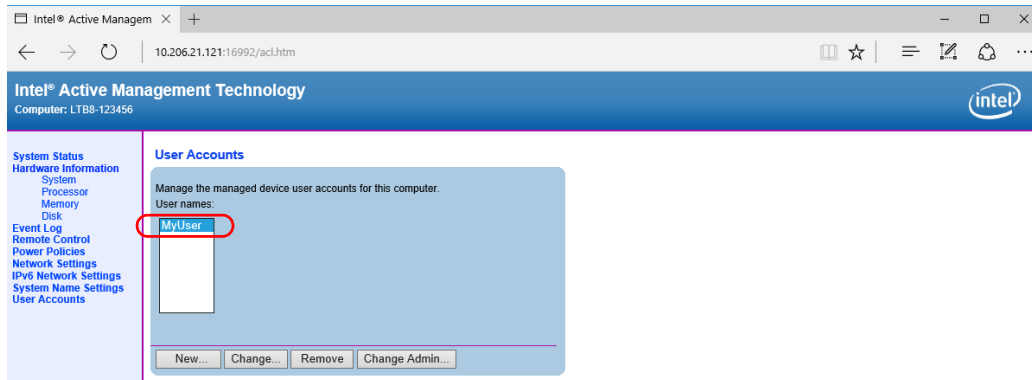 Intel® Active Managem
10.206.21.121:16992/acl.htm
Intel® Active Management Technology
Computer: LTB8-123456
intel
System Status
Hardware Information
System
Processor
Memory
Disk
Event Log
Remote Control
Power Policies
Network Settings
IPv6 Network Settings
System Name Settings
User Accounts
User Accounts
Manage the managed device user accounts for this computer.
User names:
MyUser
New... Change... Remove Change Admin...